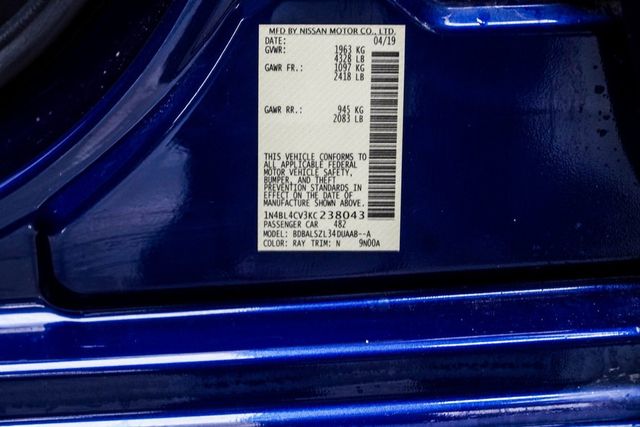 MFD BY NISSAN MOTOR CO., LTD.
DATE: 04/19
GVWR: 1963 KG
4328 LB
GAWR FR.: 1097 KG
2418 LB
GAWR RR.: 945 KG
2083 LB
THIS VEHICLE CONFORMS TO
ALL APPLICABLE FEDERAL
MOTOR VEHICLE SAFETY,
BUMPER, AND THEFT
PREVENTION STANDARDS IN
EFFECT ON THE DATE OF
MANUFACTURE SHOWN ABOVE.
1N4BL4CV3KC238043
PASSENGER CAR 482
MODEL: BDBALSZL34DUAAB--A
COLOR: RAY TRIM: N 9N00A